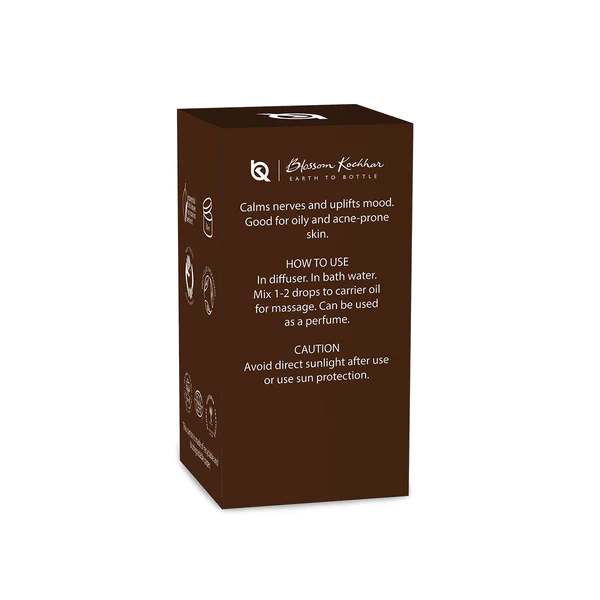 Blossom Kochhar
EARTH TO BOTTLE
Calms nerves and uplifts mood.
Good for oily and acne-prone
skin.
HOW TO USE
In diffuser. In bath water.
Mix 1-2 drops to carrier oil
for massage. Can be used
as a perfume.
CAUTION
Avoid direct sunlight after use
or use sun protection.